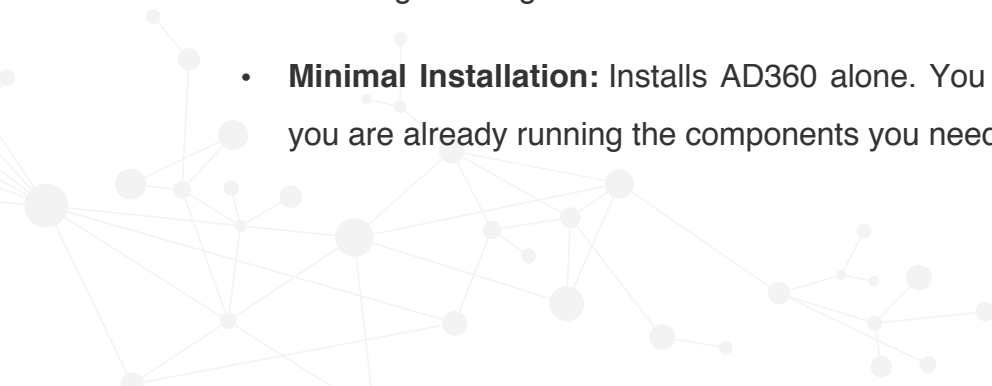 • Minimal Installation: Installs AD360 alone. You
you are already running the components you need